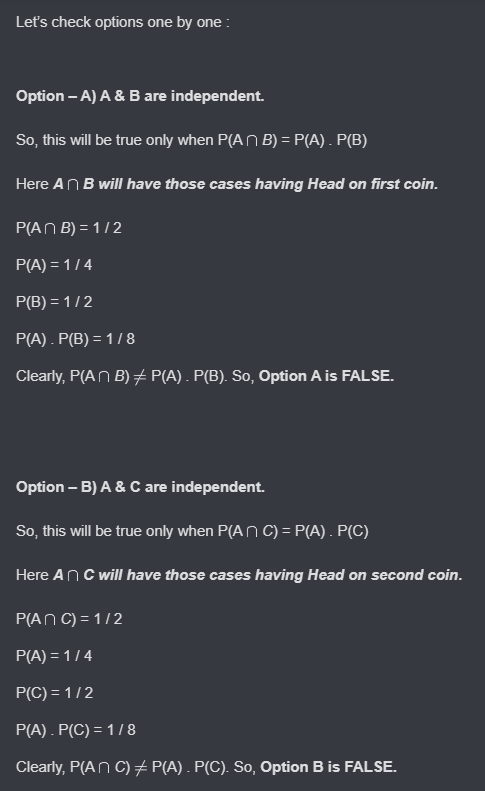 Let's check options one by one :
Option – A) A & B are independent.
So, this will be true only when P(A ∩ B) = P(A) . P(B)
Here A ∩ B will have those cases having Head on first coin.
P(A ∩ B) = 1 / 2
P(A) = 1 / 4
P(B) = 1 / 2
P(A) . P(B) = 1 / 8
Clearly, P(A ∩ B) ≠ P(A) . P(B). So, Option A is FALSE.
Option – B) A & C are independent.
So, this will be true only when P(A ∩ C) = P(A) . P(C)
Here A ∩ C will have those cases having Head on second coin.
P(A ∩ C) = 1 / 2
P(A) = 1 / 4
P(C) = 1 / 2
P(A) . P(C) = 1 / 8
Clearly, P(A ∩ C) ≠ P(A) . P(C). So, Option B is FALSE.